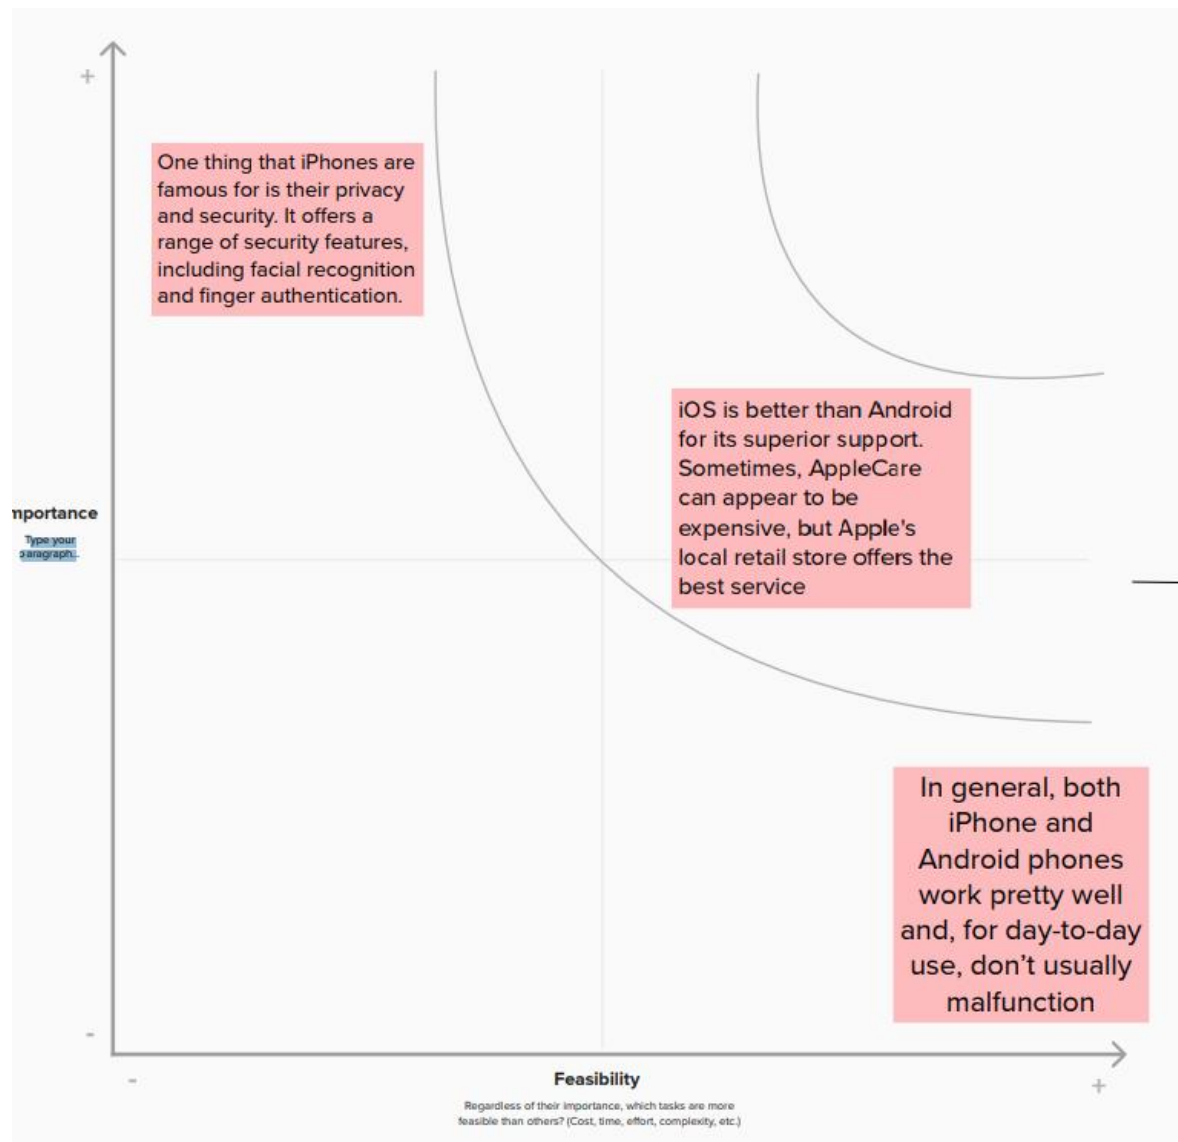 +
One thing that iPhones are
famous for is their privacy
and security. It offers a
range of security features,
including facial recognition
and finger authentication.
iOS is better than Android
for its superior support.
Sometimes, AppleCare
can appear to be
expensive, but Apple's
local retail store offers the
best service
mportance
Type your
paragraph...
In general, both
iPhone and
Android phones
work pretty well
and, for day-to-day
use, don't usually
malfunction
-
-
Feasibility
+
Regardless of their importance, which tasks are more
feasible than others? (Cost, time, effort, complexity, etc.)